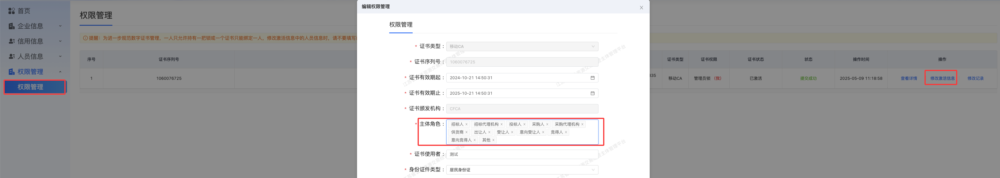 首页
企业信息
信用信息
人员信息
权限管理
权限管理
权限管理
提醒：为进一步规范数字证书管理，一人只允许持有一把锁或一个证书只能绑定一人，修改激活信息中的人员信息时，请不要填写
序号 证书序列号 证书类型 证书权限 证书状态 状态 操作时间 操作
1 1060076725 335 移动CA 管理员锁 （我） 已激活 提交成功 2025-05-09 11:18:58 查看详情 修改激活信息 修改记录
编辑权限管理
权限管理
* 证书类型： 移动CA
* 证书序列号： 1060076725
* 证书有效期起： 2024-10-21 14:50:31
* 证书有效期止： 2025-10-21 14:50:31
* 证书颁发机构： CFCA
* 主体角色： 招标人 × 招标代理机构 × 投标人 × 采购人 × 采购代理机构 ×
供货商 × 出让人 × 受让人 × 意向受让人 × 竞得人 ×
意向竞得人 × 其他 ×
* 证书使用者： 测试
* 身份证件类型： 居民身份证